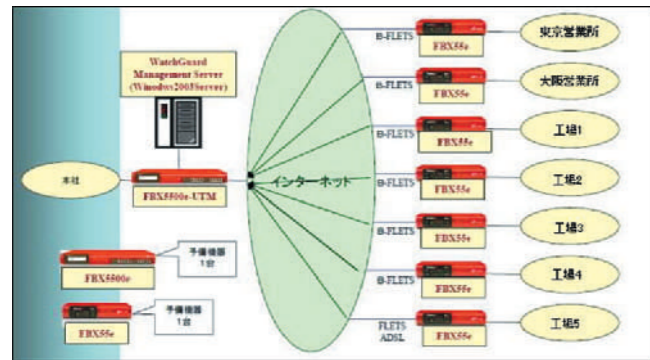 WatchGuard
Management Server
(Winodws2003Server)
本社
FBX5500e-UTM
FBX5500e
予備機器
1台
FBX55e
予備機器
1台
インターネット
B-FLETS
FBX55e
東京営業所
B-FLETS
FBX55e
大阪営業所
B-FLETS
FBX55e
工場1
B-FLETS
FBX55e
工場2
B-FLETS
FBX55e
工場3
B-FLETS
FBX55e
工場4
FLETS
ADSL
FBX55e
工場5